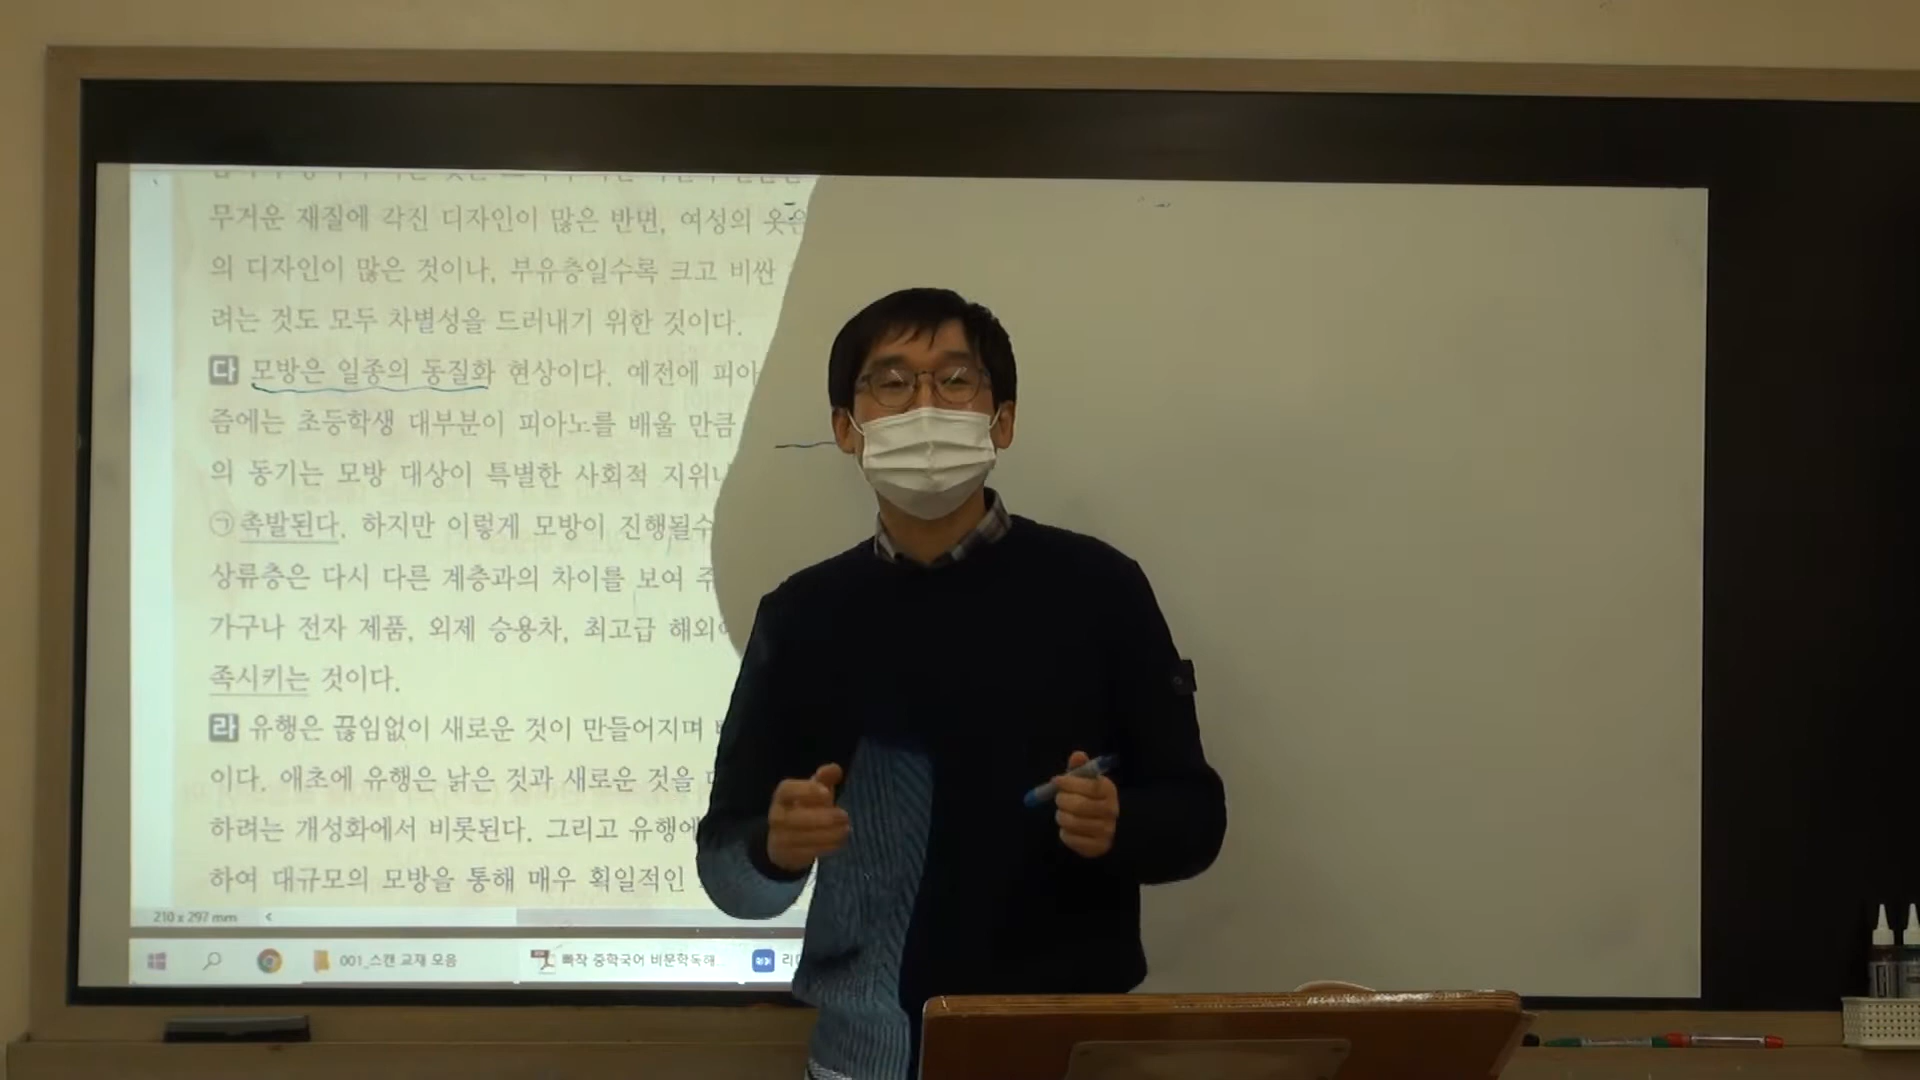 무거운 재질에 각진 디자인이 많은 반면, 여성의 옷은
의 디자인이 많은 것이나, 부유층일수록 크고 비싼
려는 것도 모두 차별성을 드러내기 위한 것이다.
다 모방은 일종의 동질화 현상이다. 예전에 피아
즘에는 초등학생 대부분이 피아노를 배울 만큼
의 동기는 모방 대상이 특별한 사회적 지위나
㉠ 촉발된다. 하지만 이렇게 모방이 진행될수
상류층은 다시 다른 계층과의 차이를 보여 주
가구나 전자 제품, 외제 승용차, 최고급 해외
족시키는 것이다.
라 유행은 끊임없이 새로운 것이 만들어지며
이다. 애초에 유행은 낡은 것과 새로운 것을
하려는 개성화에서 비롯된다. 그리고 유행에
하여 대규모의 모방을 통해 매우 획일적인
210 x 297 mm
001_스캔 교재 모음 빠작 중학국어 비문학독해